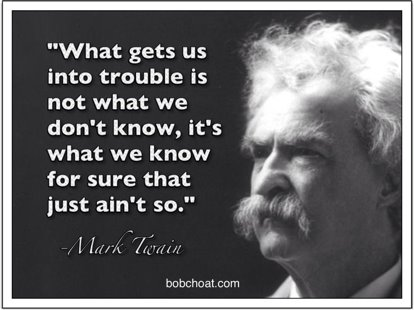 "What gets us
into trouble is
not what we
don't know, it's
what we know
for sure that
just ain't so."
-Mark Twain
bobchoat.com